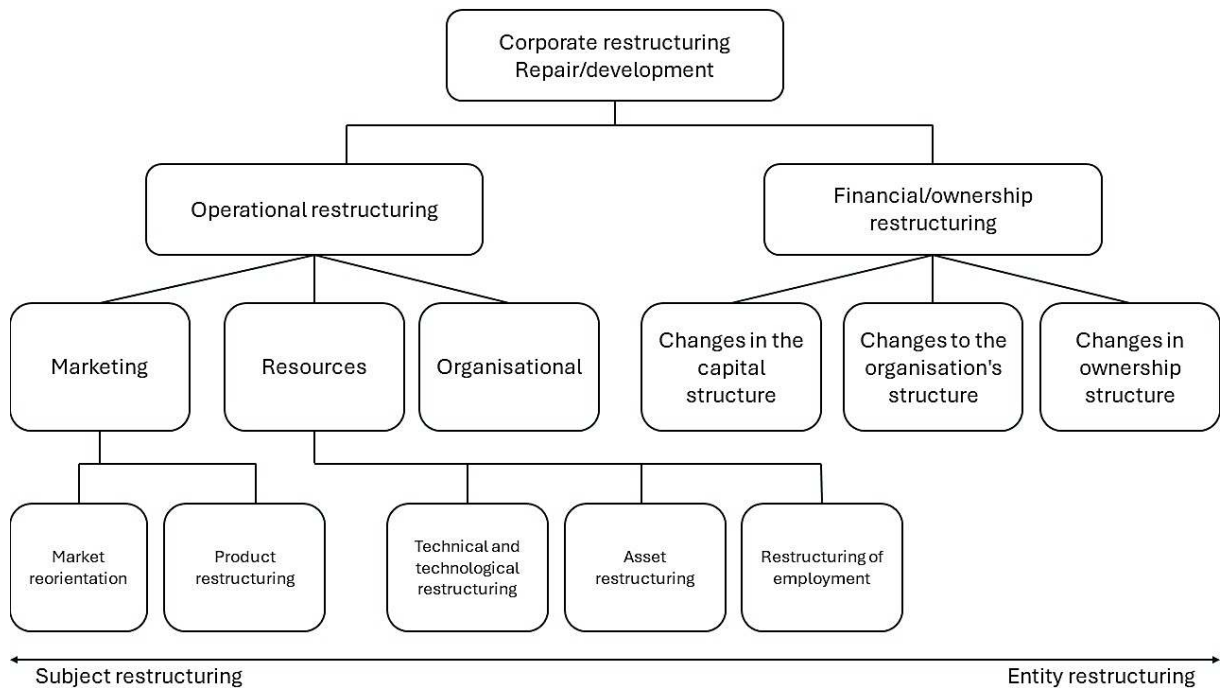 Corporate restructuring
Repair/development
Operational restructuring
Financial/ownership
restructuring
Marketing
Resources
Organisational
Changes in the
capital
structure
Changes to the
organisation's
structure
Changes in
ownership
structure
Market
reorientation
Product
restructuring
Technical and
technological
restructuring
Asset
restructuring
Restructuring of
employment
Subject restructuring
Entity restructuring